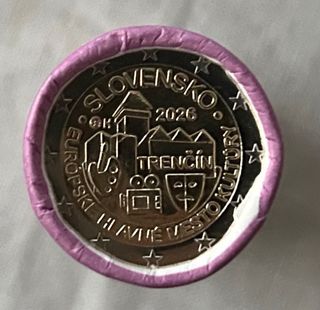 SLOVENSKO
2026
TRENČÍN
EURÓPSKE HLAVNÉ MESTO KULTÚRY